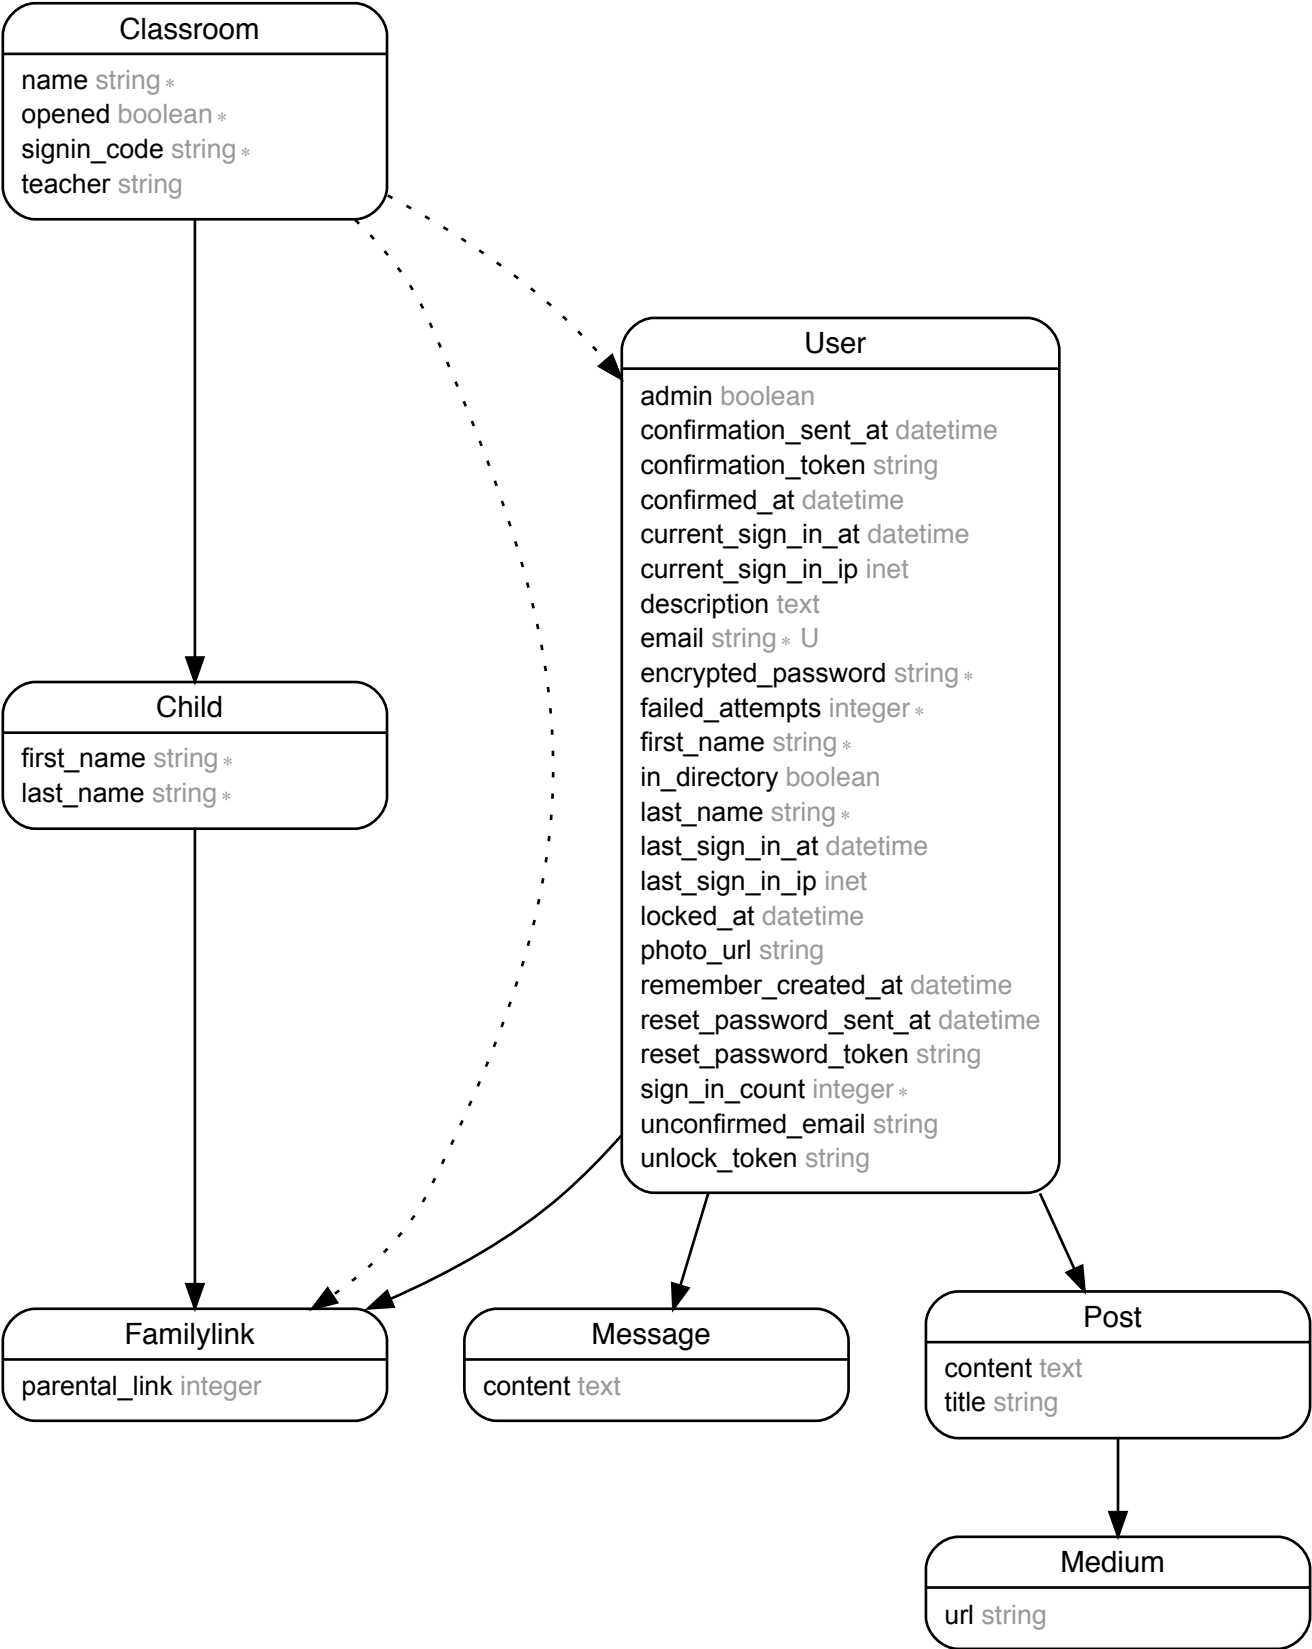 Classroom
name string *
opened boolean *
signin_code string *
teacher string
User
admin boolean
confirmation_sent_at datetime
confirmation_token string
confirmed_at datetime
current_sign_in_at datetime
current_sign_in_ip inet
description text
email string * U
encrypted_password string *
failed_attempts integer *
first_name string *
in_directory boolean
last_name string *
last_sign_in_at datetime
last_sign_in_ip inet
locked_at datetime
photo_url string
remember_created_at datetime
reset_password_sent_at datetime
reset_password_token string
sign_in_count integer *
unconfirmed_email string
unlock_token string
Child
first_name string *
last_name string *
Familylink
parental_link integer
Message
content text
Post
content text
title string
Medium
url string